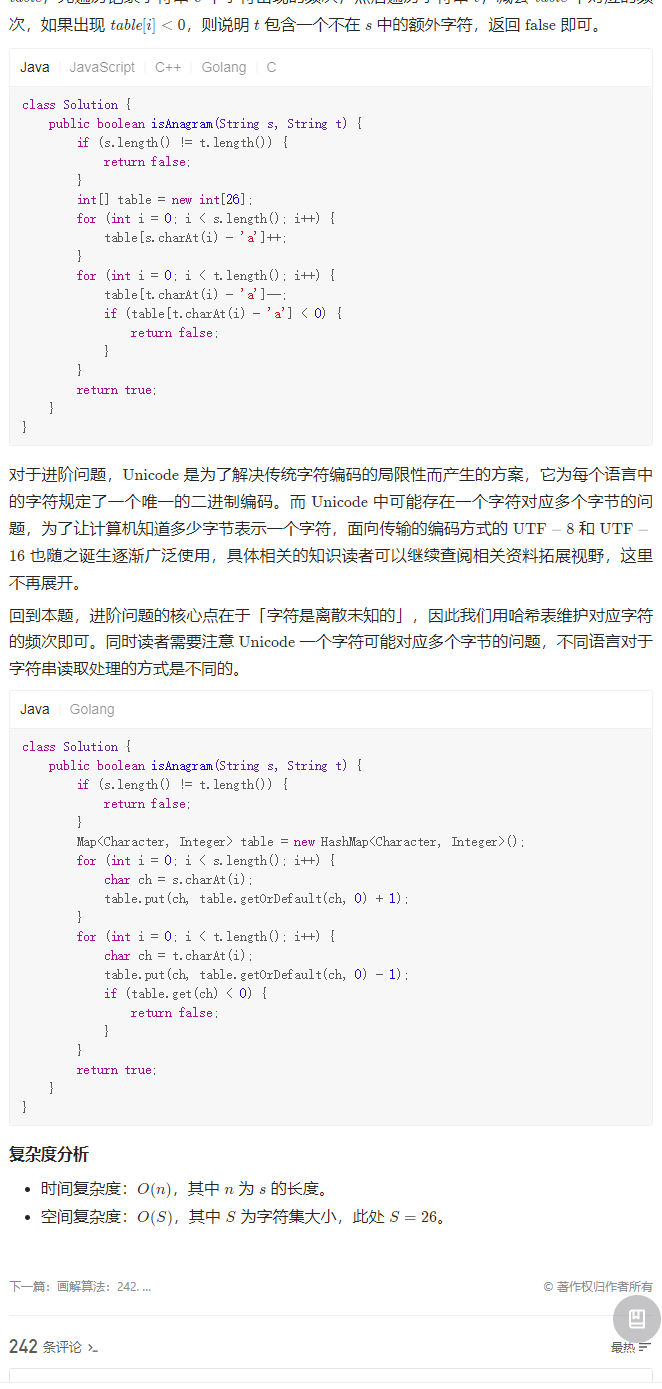 次,如果出现 table[i] < 0,则说明 t 包含一个不在 s 中的额外字符,返回 false 即可。
Java JavaScript C++ Golang C
class Solution {
    public boolean isAnagram(String s, String t) {
        if (s.length() != t.length()) {
            return false;
        }
        int[] table = new int[26];
        for (int i = 0; i < s.length(); i++) {
            table[s.charAt(i) - 'a']++;
        }
        for (int i = 0; i < t.length(); i++) {
            table[t.charAt(i) - 'a']--;
            if (table[t.charAt(i) - 'a'] < 0) {
                return false;
            }
        }
        return true;
    }
}
对于进阶问题,Unicode 是为了解决传统字符编码的局限性而产生的方案,它为每个语言中
的字符规定了一个唯一的二进制编码。而 Unicode 中可能存在一个字符对应多个字节的问
题,为了让计算机知道多少字节表示一个字符,面向传输的编码方式的 UTF − 8 和 UTF −
16 也随之诞生逐渐广泛使用,具体相关的知识读者可以继续查阅相关资料拓展视野,这里
不再展开。
回到本题,进阶问题的核心点在于「字符是离散未知的」,因此我们用哈希表维护对应字符
的频次即可。同时读者需要注意 Unicode 一个字符可能对应多个字节的问题,不同语言对于
字符串读取处理的方式是不同的。
Java Golang
class Solution {
    public boolean isAnagram(String s, String t) {
        if (s.length() != t.length()) {
            return false;
        }
        Map<Character, Integer> table = new HashMap<Character, Integer>();
        for (int i = 0; i < s.length(); i++) {
            char ch = s.charAt(i);
            table.put(ch, table.getOrDefault(ch, 0) + 1);
        }
        for (int i = 0; i < t.length(); i++) {
            char ch = t.charAt(i);
            table.put(ch, table.getOrDefault(ch, 0) - 1);
            if (table.get(ch) < 0) {
                return false;
            }
        }
        return true;
    }
}
复杂度分析
• 时间复杂度:O(n),其中 n 为 s 的长度。
• 空间复杂度:O(S),其中 S 为字符集大小,此处 S = 26。
下一篇:画解算法:242. ... © 著作权归作者所有
242 条评论 最热